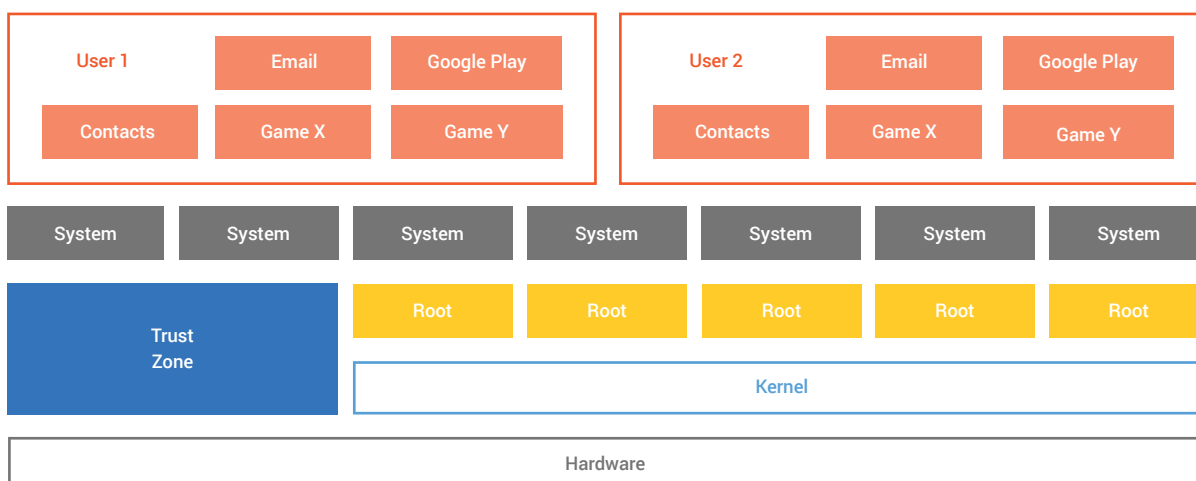 User 1
Email
Google Play
Contacts
Game X
Game Y
User 2
Email
Google Play
Contacts
Game X
Game Y
System
System
System
System
System
System
System
Trust
Zone
Root
Root
Root
Root
Root
Kernel
Hardware